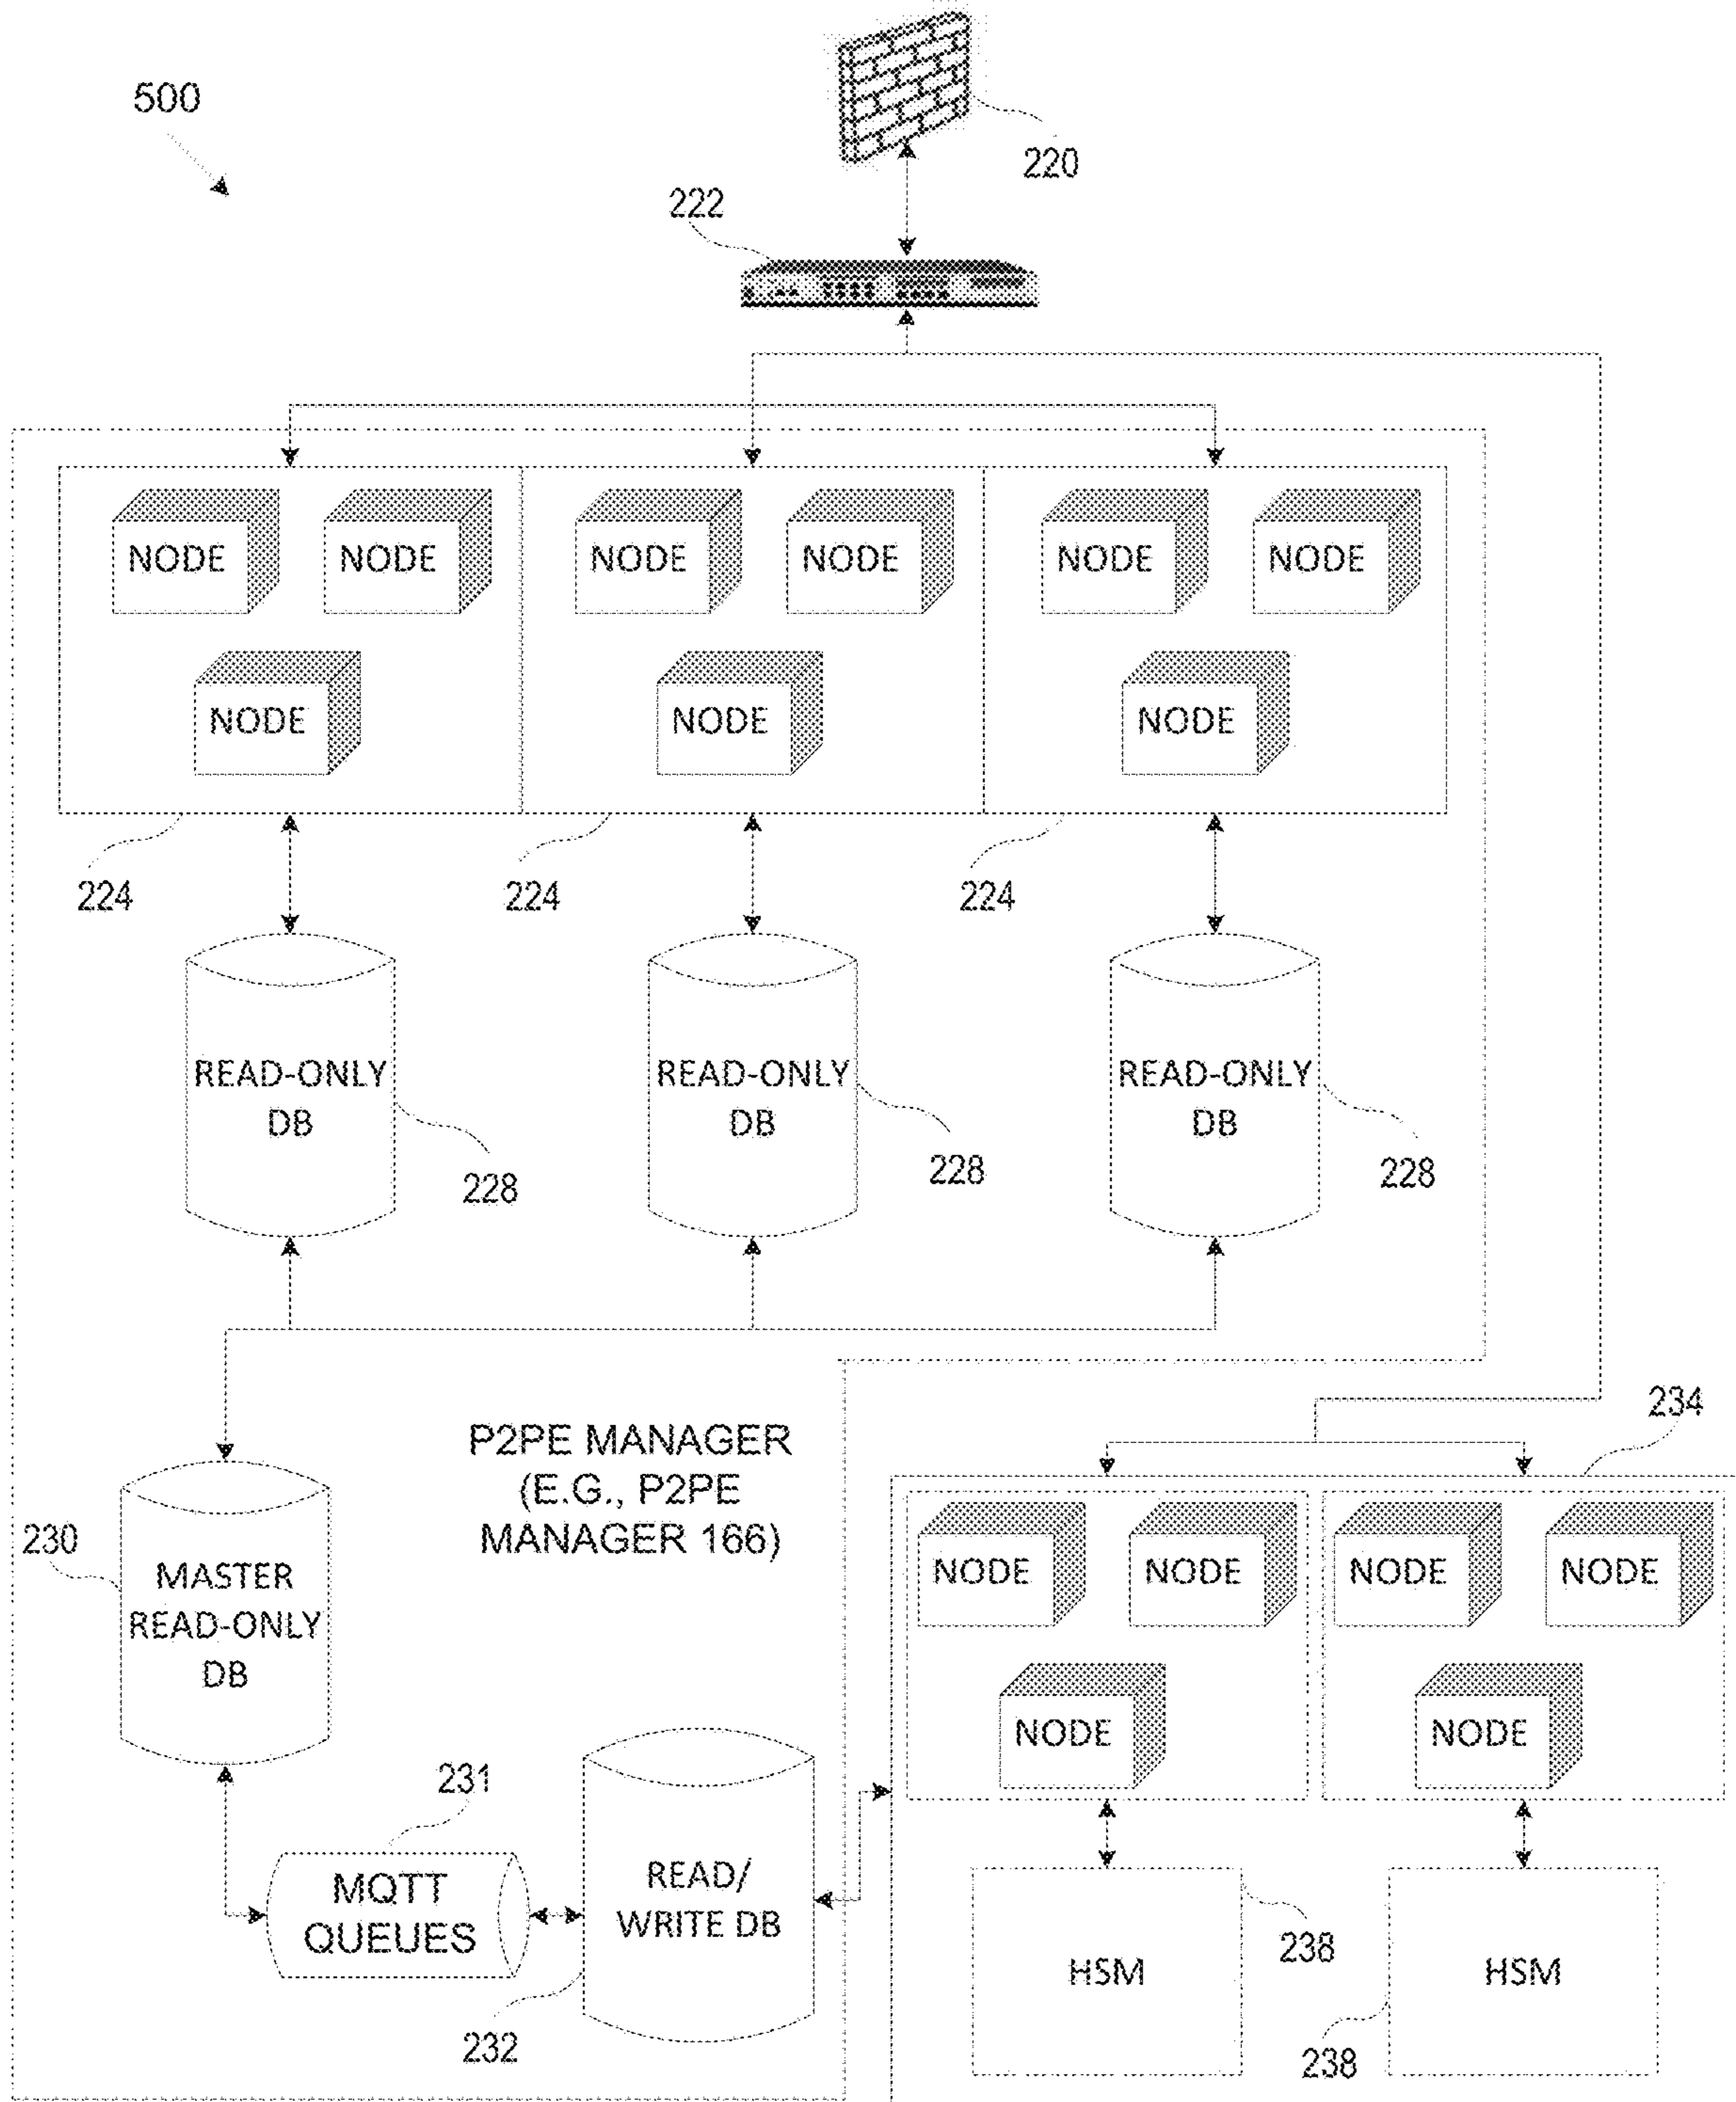 500
220
222
NODE NODE NODE NODE NODE NODE
NODE NODE NODE
224 224 224
READ-ONLY
DB
READ-ONLY
DB
READ-ONLY
DB
228 228 228
234
P2PE MANAGER
(E.G., P2PE
MANAGER 166)
230
MASTER
READ-ONLY
DB
NODE NODE NODE NODE
NODE NODE
231
MQTT
QUEUES
READ/
WRITE DB
232
HSM
238
HSM
238